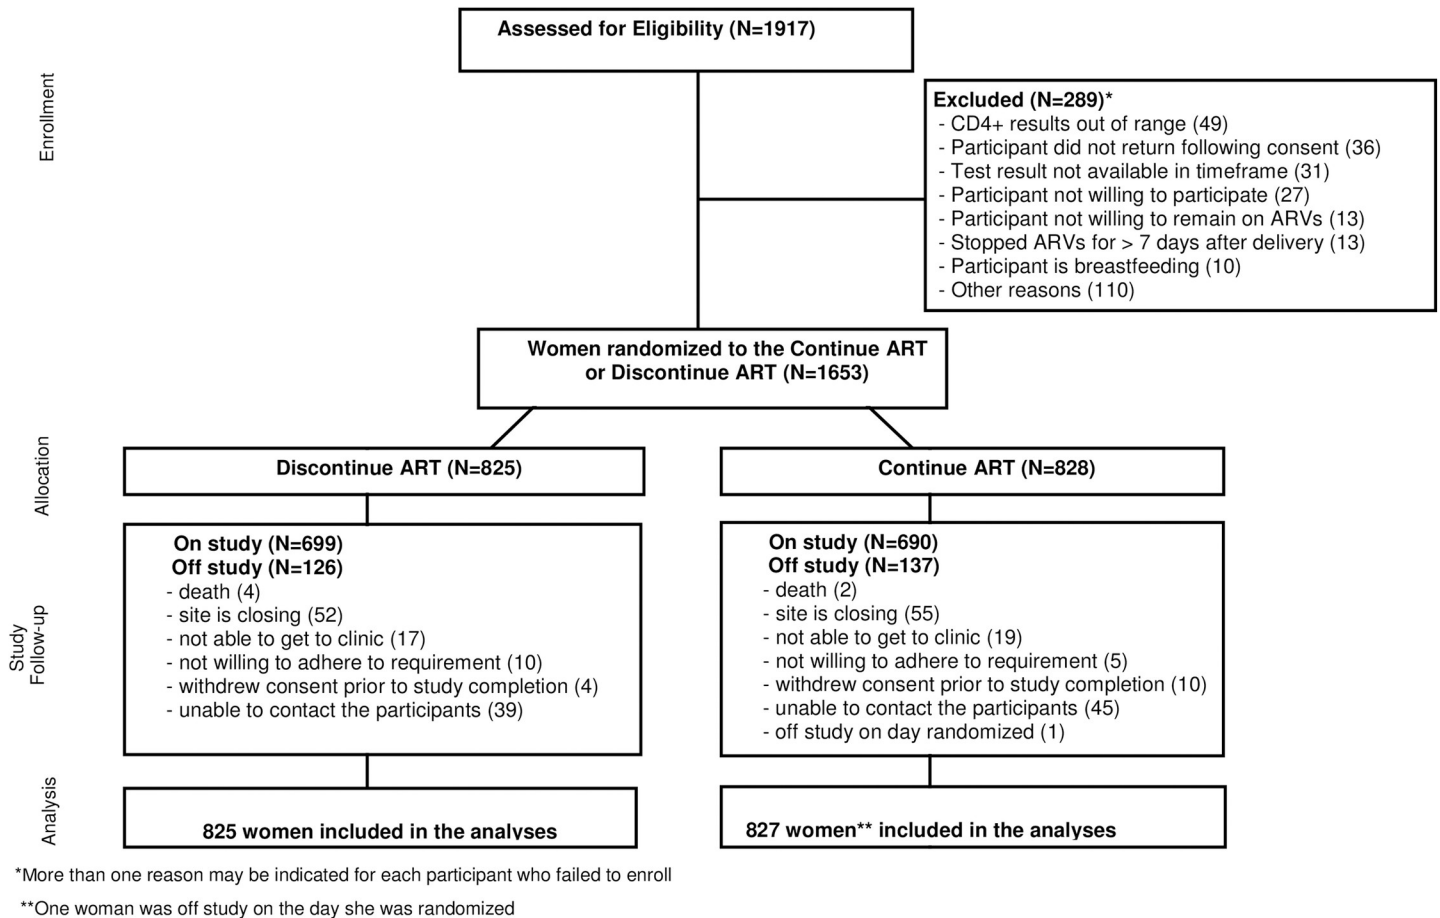 Assessed for Eligibility (N=1917)
Enrollment
Excluded (N=289)*
- CD4+ results out of range (49)
- Participant did not return following consent (36)
- Test result not available in timeframe (31)
- Participant not willing to participate (27)
- Participant not willing to remain on ARVs (13)
- Stopped ARVs for > 7 days after delivery (13)
- Participant is breastfeeding (10)
- Other reasons (110)
Women randomized to the Continue ART
or Discontinue ART (N=1653)
Allocation
Discontinue ART (N=825)
Continue ART (N=828)
Study
Follow-up
On study (N=699)
Off study (N=126)
- death (4)
- site is closing (52)
- not able to get to clinic (17)
- not willing to adhere to requirement (10)
- withdrew consent prior to study completion (4)
- unable to contact the participants (39)
On study (N=690)
Off study (N=137)
- death (2)
- site is closing (55)
- not able to get to clinic (19)
- not willing to adhere to requirement (5)
- withdrew consent prior to study completion (10)
- unable to contact the participants (45)
- off study on day randomized (1)
Analysis
825 women included in the analyses
827 women** included in the analyses
*More than one reason may be indicated for each participant who failed to enroll
**One woman was off study on the day she was randomized